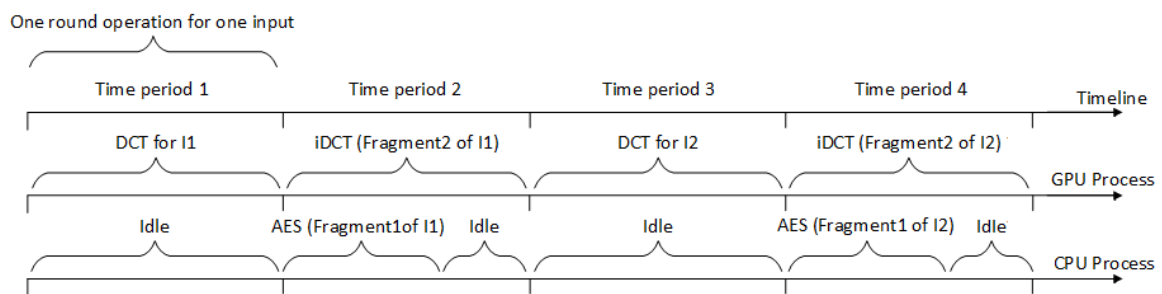 One round operation for one input
Time period 1 Time period 2 Time period 3 Time period 4
Timeline
DCT for I1 iDCT (Fragment2 of I1) DCT for I2 iDCT (Fragment2 of I2)
GPU Process
Idle AES (Fragment1of I1) Idle Idle AES (Fragment1 of I2) Idle
CPU Process